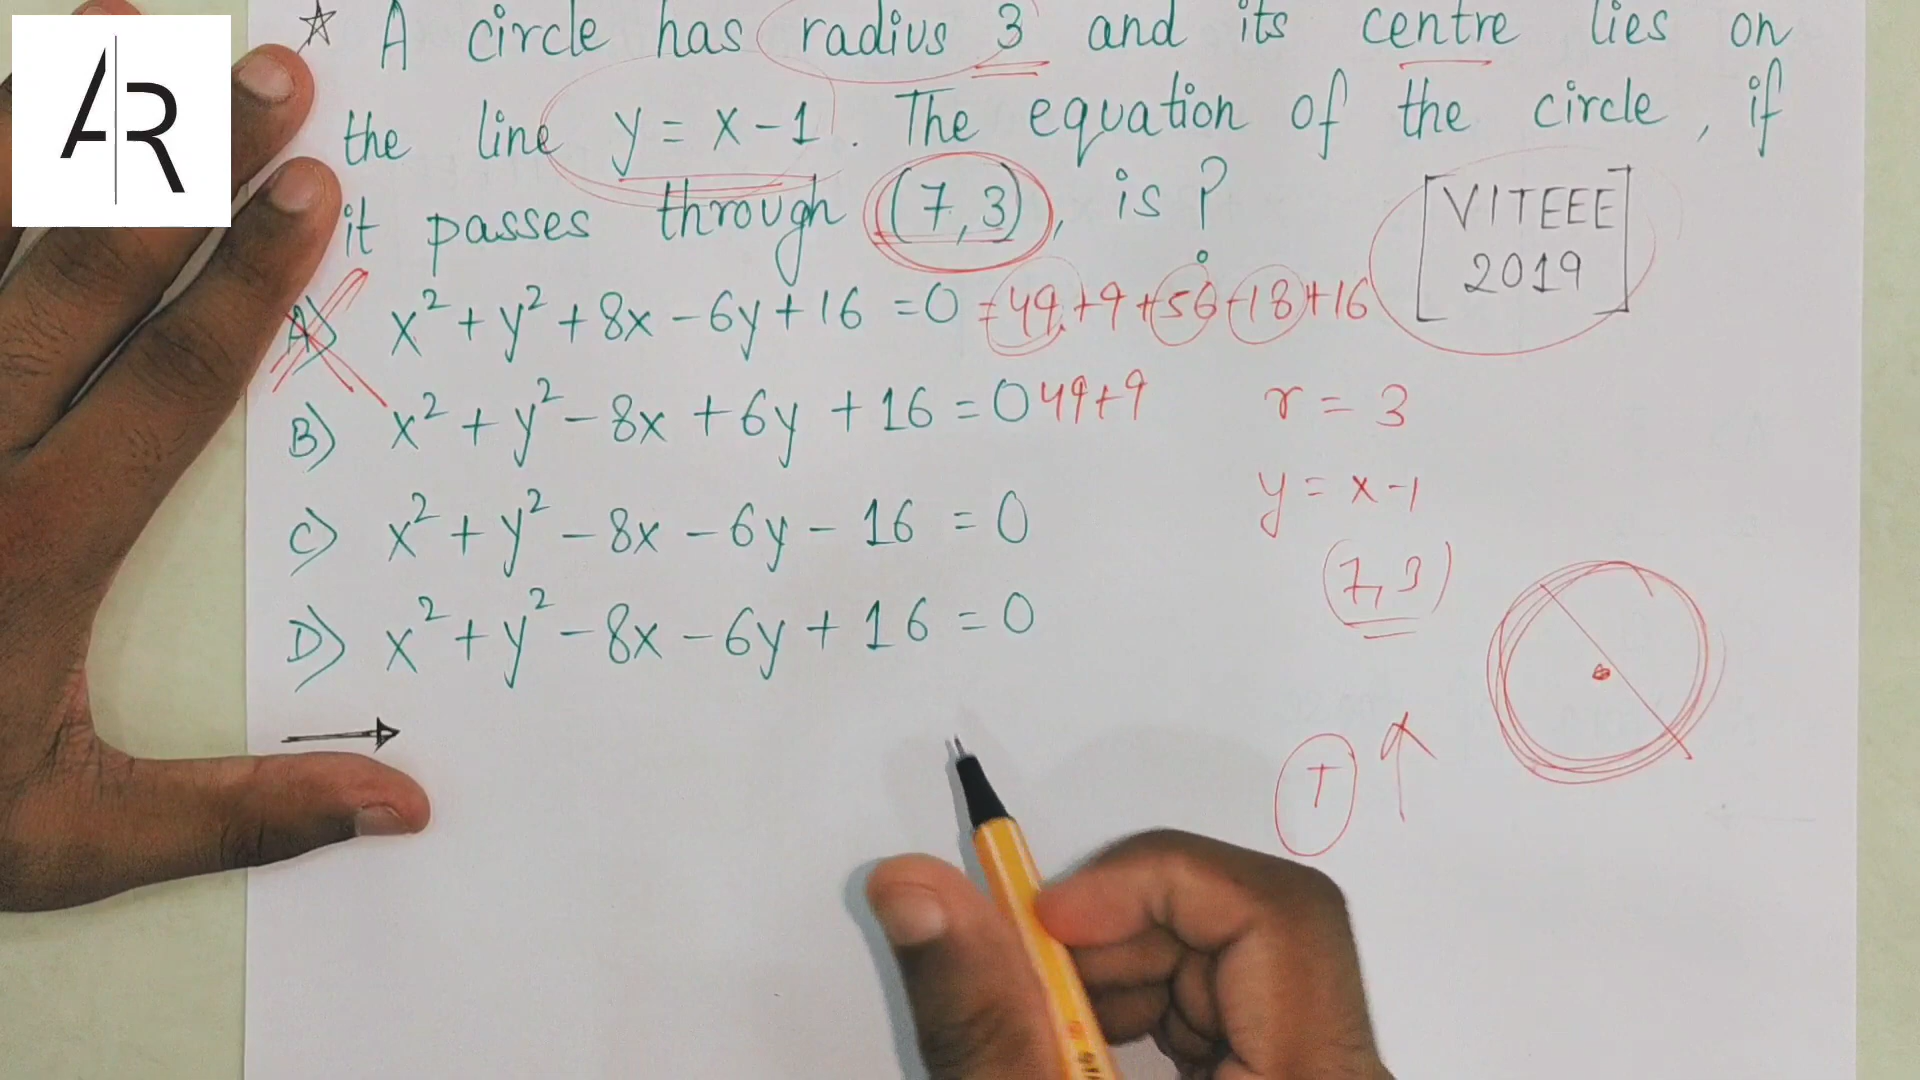 AR
☆ A circle has radius 3 and its centre lies on
the line y = x - 1. The equation of the circle, if
it passes through (7,3), is ?
[VITEEE 2019]
A) x² + y² + 8x - 6y + 16 = 0 = 49 + 9 + 56 - 18 + 16
B) x² + y² - 8x + 6y + 16 = 0 49 + 9
C) x² + y² - 8x - 6y - 16 = 0
D) x² + y² - 8x - 6y + 16 = 0
→
r = 3
y = x - 1
(7,3)
T ↑